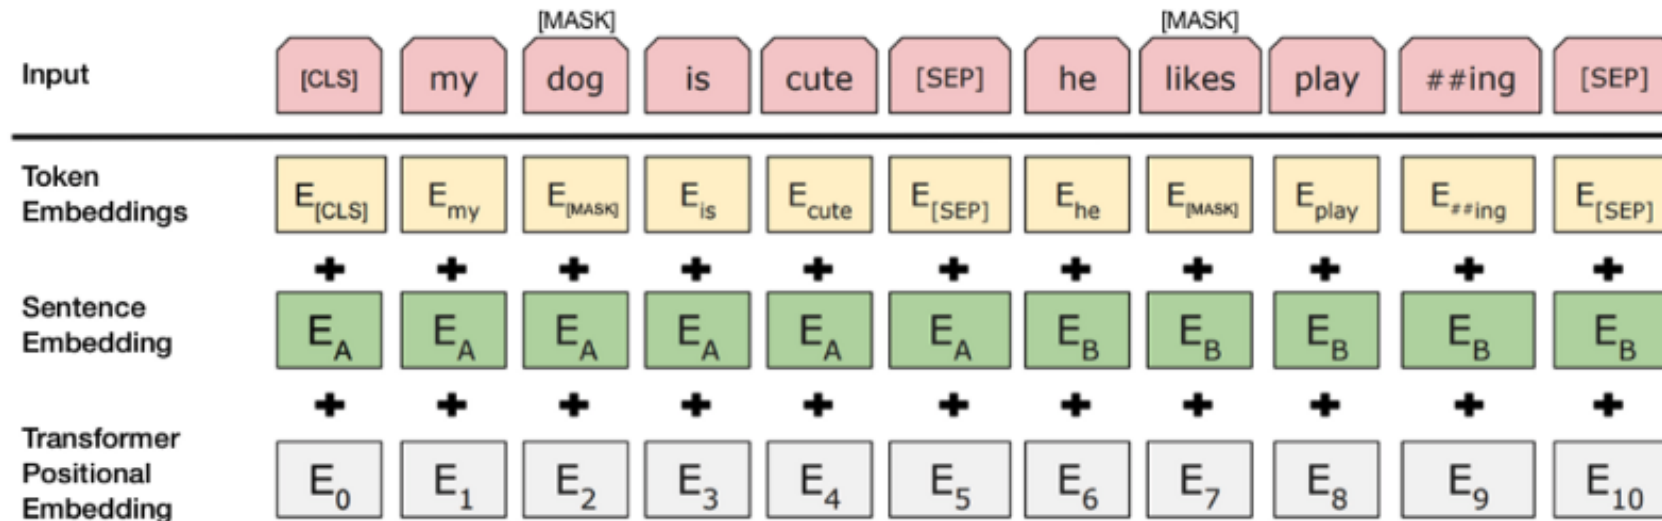 [MASK] [MASK]
Input [CLS] my dog is cute [SEP] he likes play ##ing [SEP]
Token
Embeddings
E[CLS] Emy E[MASK] Eis Ecute E[SEP] Ehe E[MASK] Eplay E##ing E[SEP]
Sentence
Embedding
EA EA EA EA EA EA EB EB EB EB EB
Transformer
Positional
Embedding
E0 E1 E2 E3 E4 E5 E6 E7 E8 E9 E10